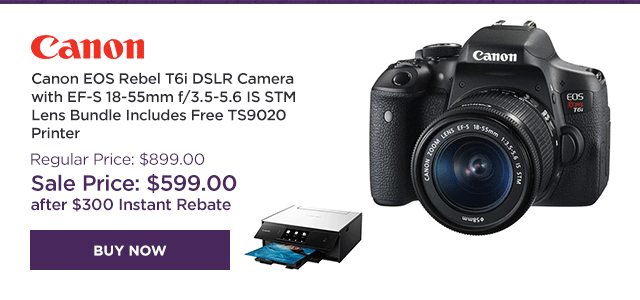 Canon
Canon EOS Rebel T6i DSLR Camera
with EF-S 18-55mm f/3.5-5.6 IS STM
Lens Bundle Includes Free TS9020
Printer
Regular Price: $899.00
Sale Price: $599.00
after $300 Instant Rebate
BUY NOW
Canon
EOS
Rebel
T6i
CANON ZOOM LENS EF-S 18-55mm 1:3.5-5.6 IS STM
Ø58mm